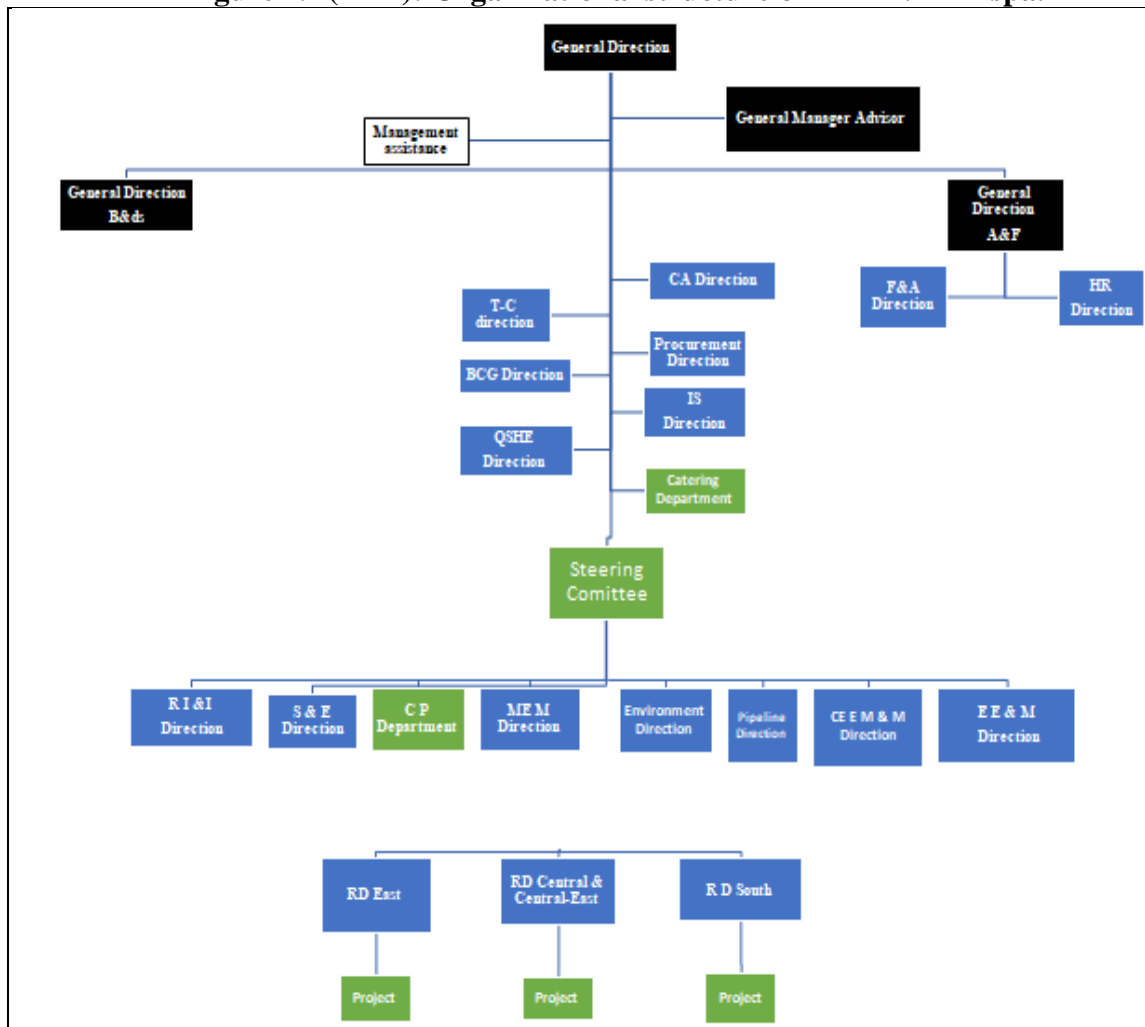 General Direction
General Manager Advisor
Management
assistance
General Direction
B&ds
General
Direction
A&F
CA Direction
F&A
Direction
HR
Direction
T-C
direction
Procurement
Direction
BCG Direction
IS
Direction
QSHE
Direction
Catering
Department
Steering
Comittee
R I &I
Direction
S & E
Direction
C P
Department
ME M
Direction
Environment
Direction
Pipeline
Direction
CE E M & M
Direction
E E & M
Direction
RD East
RD Central &
Central-East
R D South
Project
Project
Project